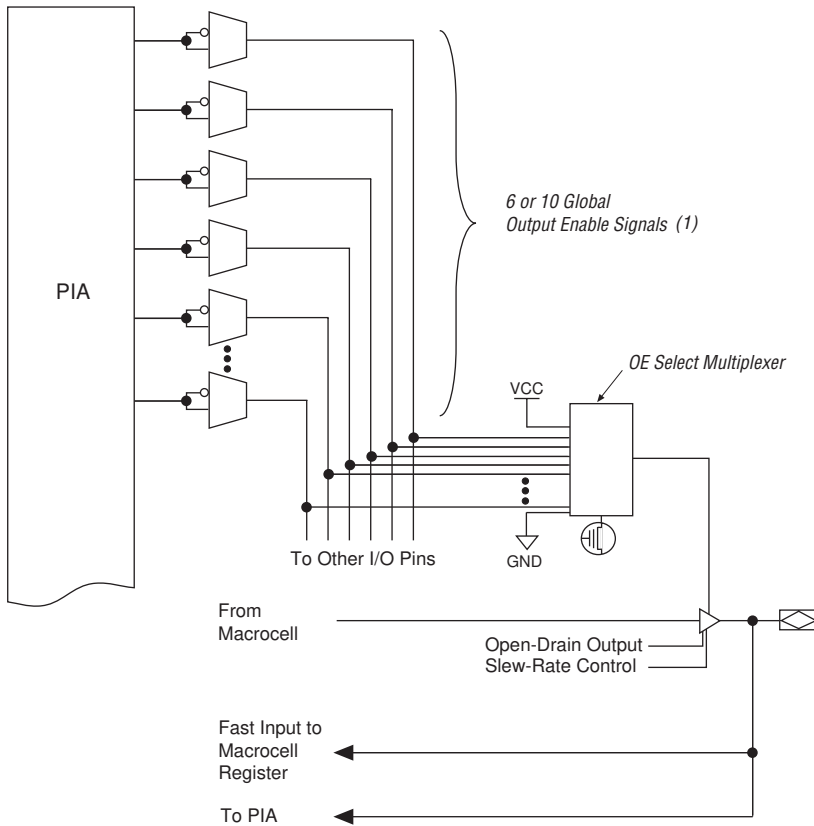 PIA
6 or 10 Global
Output Enable Signals (1)
OE Select Multiplexer
VCC
To Other I/O Pins
GND
From
Macrocell
Open-Drain Output
Slew-Rate Control
Fast Input to
Macrocell
Register
To PIA